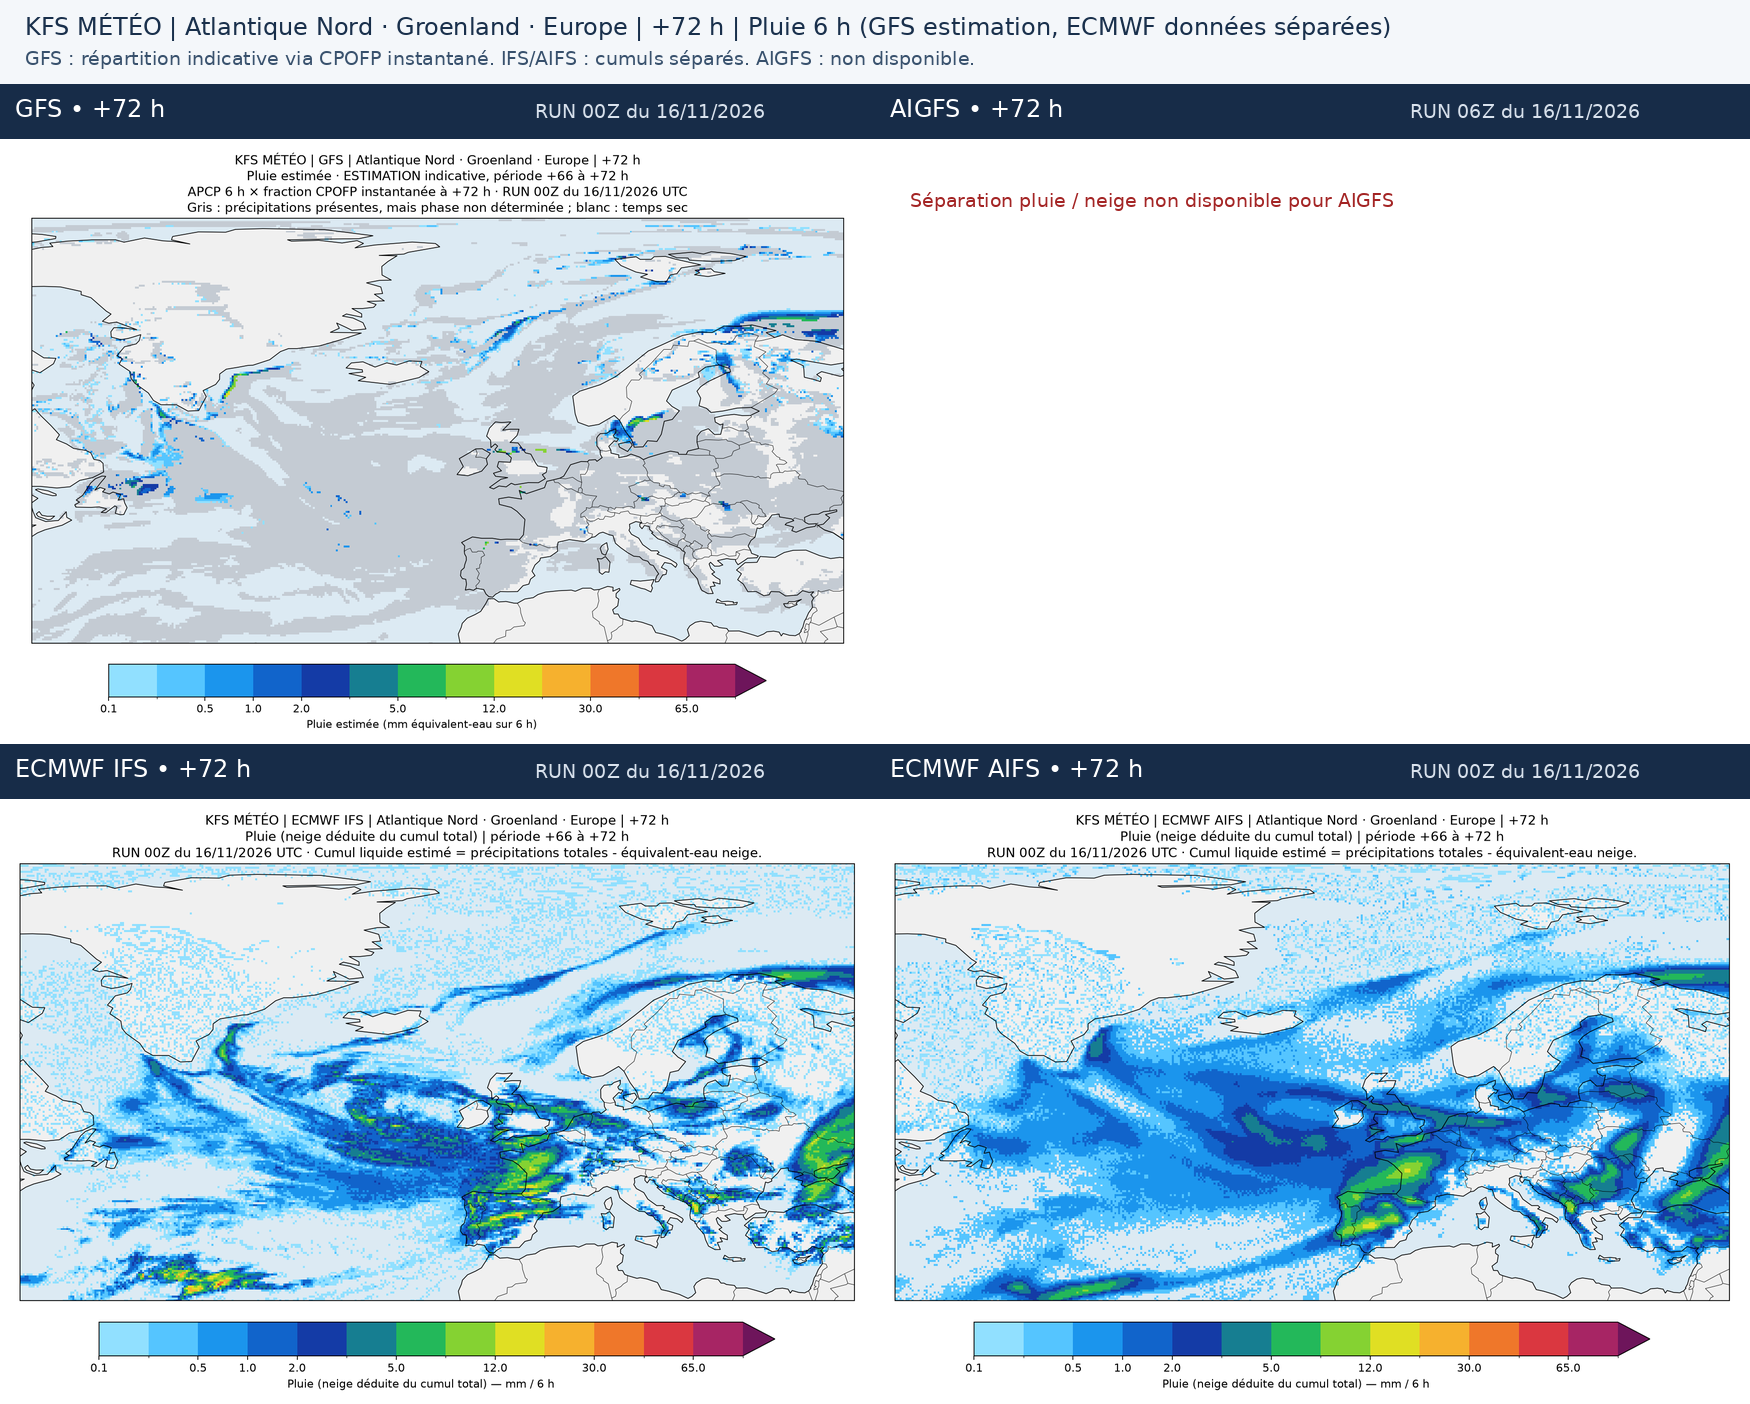 KFS MÉTÉO | Atlantique Nord · Groenland · Europe | +72 h | Pluie 6 h (GFS estimation, ECMWF données séparées)
GFS : répartition indicative via CPOFP instantané. IFS/AIFS : cumuls séparés. AIGFS : non disponible.
GFS • +72 h
RUN 00Z du 16/11/2026
KFS MÉTÉO | GFS | Atlantique Nord · Groenland · Europe | +72 h
Pluie estimée · ESTIMATION indicative, période +66 à +72 h
APCP 6 h × fraction CPOFP instantanée à +72 h · RUN 00Z du 16/11/2026 UTC
Gris : précipitations présentes, mais phase non déterminée ; blanc : temps sec
0.1 0.5 1.0 2.0 5.0 12.0 30.0 65.0
Pluie estimée (mm équivalent-eau sur 6 h)
AIGFS • +72 h
RUN 06Z du 16/11/2026
Séparation pluie / neige non disponible pour AIGFS
ECMWF IFS • +72 h
RUN 00Z du 16/11/2026
KFS MÉTÉO | ECMWF IFS | Atlantique Nord · Groenland · Europe | +72 h
Pluie (neige déduite du cumul total) | période +66 à +72 h
RUN 00Z du 16/11/2026 UTC · Cumul liquide estimé = précipitations totales - équivalent-eau neige.
0.1 0.5 1.0 2.0 5.0 12.0 30.0 65.0
Pluie (neige déduite du cumul total) — mm / 6 h
ECMWF AIFS • +72 h
RUN 00Z du 16/11/2026
KFS MÉTÉO | ECMWF AIFS | Atlantique Nord · Groenland · Europe | +72 h
Pluie (neige déduite du cumul total) | période +66 à +72 h
RUN 00Z du 16/11/2026 UTC · Cumul liquide estimé = précipitations totales - équivalent-eau neige.
0.1 0.5 1.0 2.0 5.0 12.0 30.0 65.0
Pluie (neige déduite du cumul total) — mm / 6 h